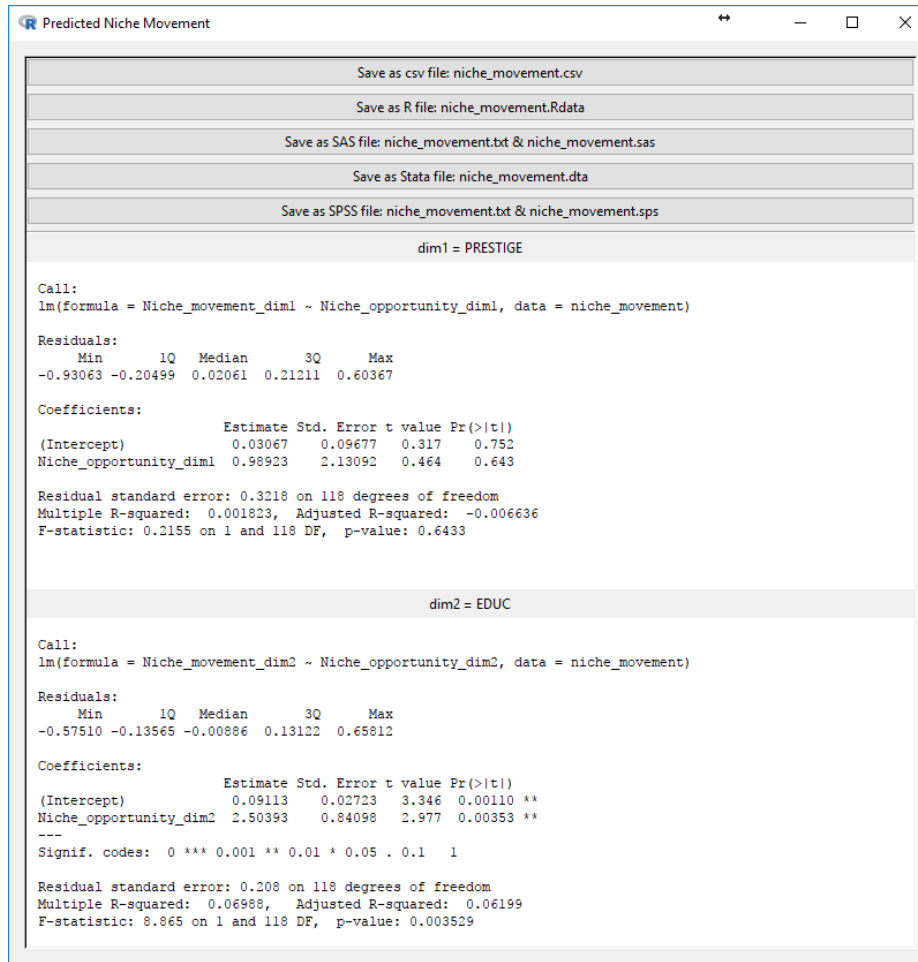 Predicted Niche Movement
Save as csv file: niche_movement.csv
Save as R file: niche_movement.Rdata
Save as SAS file: niche_movement.txt & niche_movement.sas
Save as Stata file: niche_movement.dta
Save as SPSS file: niche_movement.txt & niche_movement.sps
dim1 = PRESTIGE
Call:
lm(formula = Niche_movement_dim1 ~ Niche_opportunity_dim1, data = niche_movement)
Residuals:
Min 1Q Median 3Q Max
-0.93063 -0.20499 0.02061 0.21211 0.60367
Coefficients:
Estimate Std. Error t value Pr(>|t|)
(Intercept) 0.03067 0.09677 0.317 0.752
Niche_opportunity_dim1 0.98923 2.13092 0.464 0.643
Residual standard error: 0.3218 on 118 degrees of freedom
Multiple R-squared: 0.001823, Adjusted R-squared: -0.006636
F-statistic: 0.2155 on 1 and 118 DF, p-value: 0.6433
dim2 = EDUC
Call:
lm(formula = Niche_movement_dim2 ~ Niche_opportunity_dim2, data = niche_movement)
Residuals:
Min 1Q Median 3Q Max
-0.57510 -0.13565 -0.00886 0.13122 0.65812
Coefficients:
Estimate Std. Error t value Pr(>|t|)
(Intercept) 0.09113 0.02723 3.346 0.00110 **
Niche_opportunity_dim2 2.50393 0.84098 2.977 0.00353 **
---
Signif. codes: 0 *** 0.001 ** 0.01 * 0.05 . 0.1 1
Residual standard error: 0.208 on 118 degrees of freedom
Multiple R-squared: 0.06988, Adjusted R-squared: 0.06199
F-statistic: 8.865 on 1 and 118 DF, p-value: 0.003529